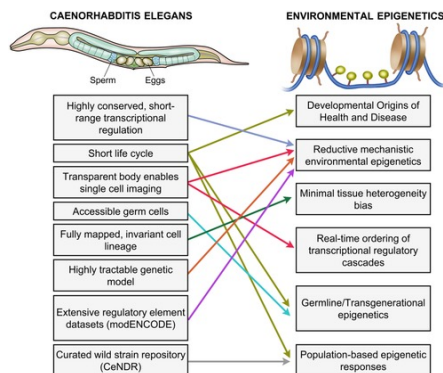 CAENORHABDITIS ELEGANS
Sperm
Eggs
Highly conserved, short-
range transcriptional
regulation
Short life cycle
Transparent body enables
single cell imaging
Accessible germ cells
Fully mapped, invariant cell
lineage
Highly tractable genetic
model
Extensive regulatory element
datasets (modENCODE)
Curated wild strain repository
(CeNDR)
ENVIRONMENTAL EPIGENETICS
Developmental Origins of
Health and Disease
Reductive mechanistic
environmental epigenetics
Minimal tissue heterogeneity
bias
Real-time ordering of
transcriptional regulatory
cascades
Germline/Transgenerational
epigenetics
Population-based epigenetic
responses